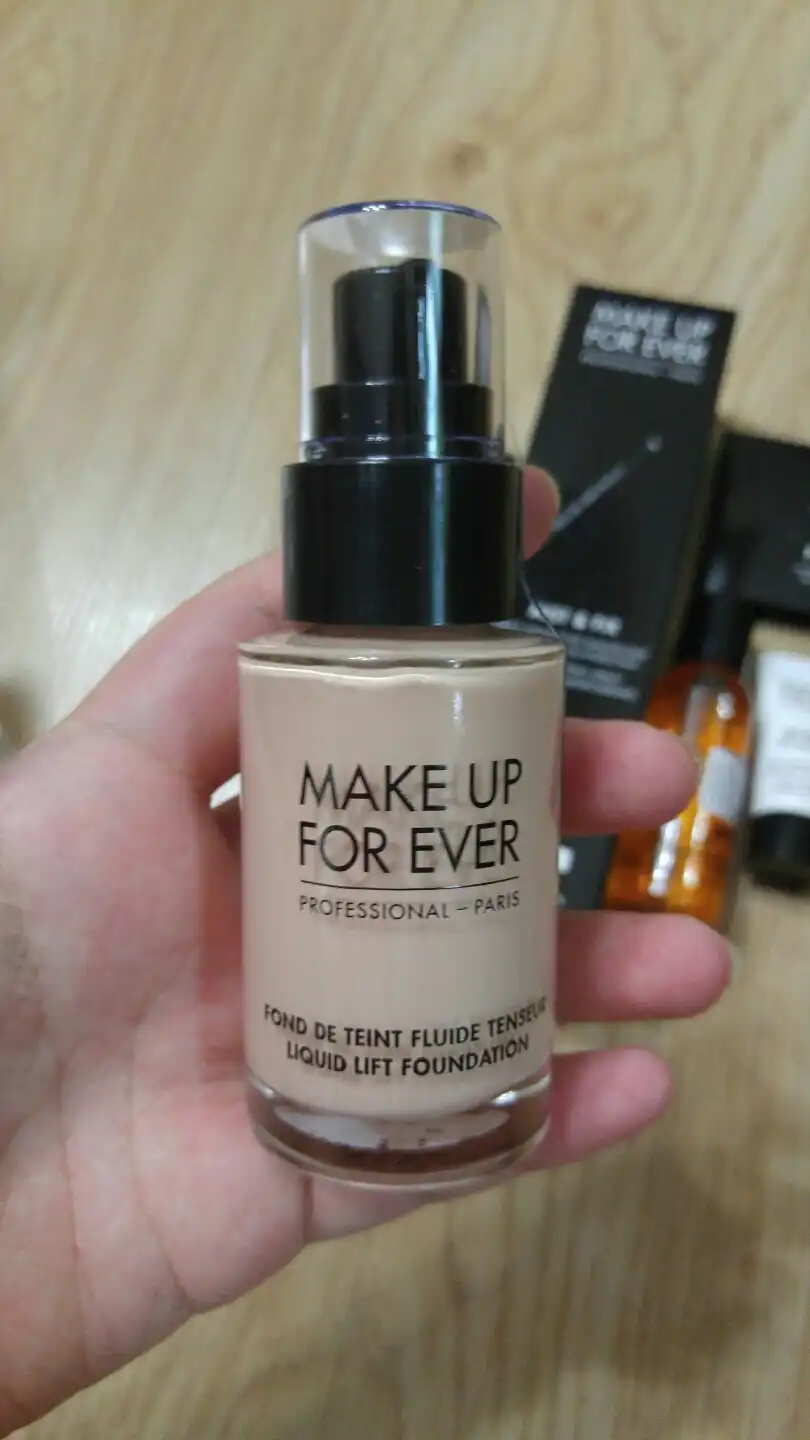 MAKE UP
FOR EVER
PROFESSIONAL – PARIS
FOND DE TEINT FLUIDE TENSEUR
LIQUID LIFT FOUNDATION
MAKE UP
FOR EVER